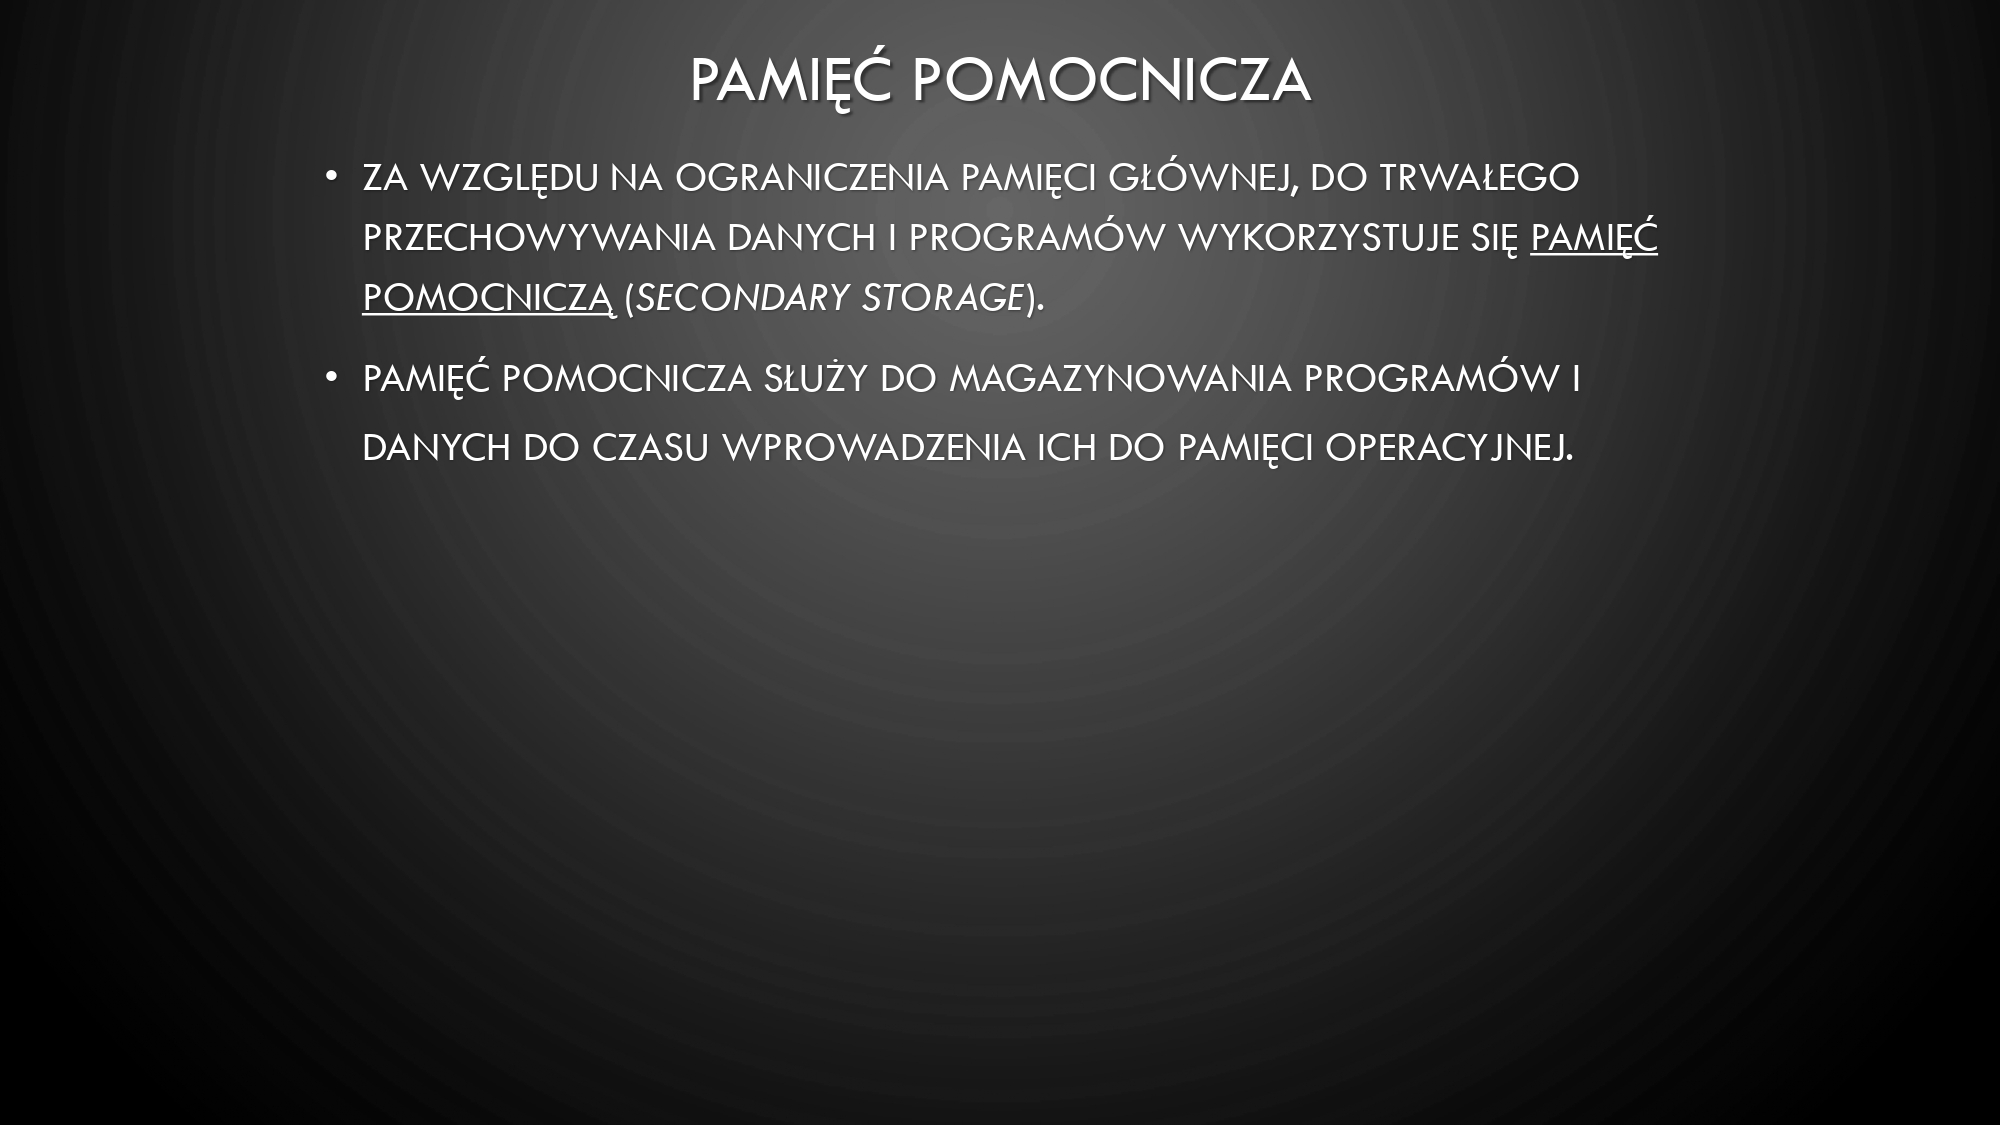 PAMIĘĆ POMOCNICZA
• ZA WZGLĘDU NA OGRANICZENIA PAMIĘCI GŁÓWNEJ, DO TRWAŁEGO
PRZECHOWYWANIA DANYCH I PROGRAMÓW WYKORZYSTUJE SIĘ PAMIĘĆ
POMOCNICZĄ (SECONDARY STORAGE).
• PAMIĘĆ POMOCNICZA SŁUŻY DO MAGAZYNOWANIA PROGRAMÓW I
DANYCH DO CZASU WPROWADZENIA ICH DO PAMIĘCI OPERACYJNEJ.